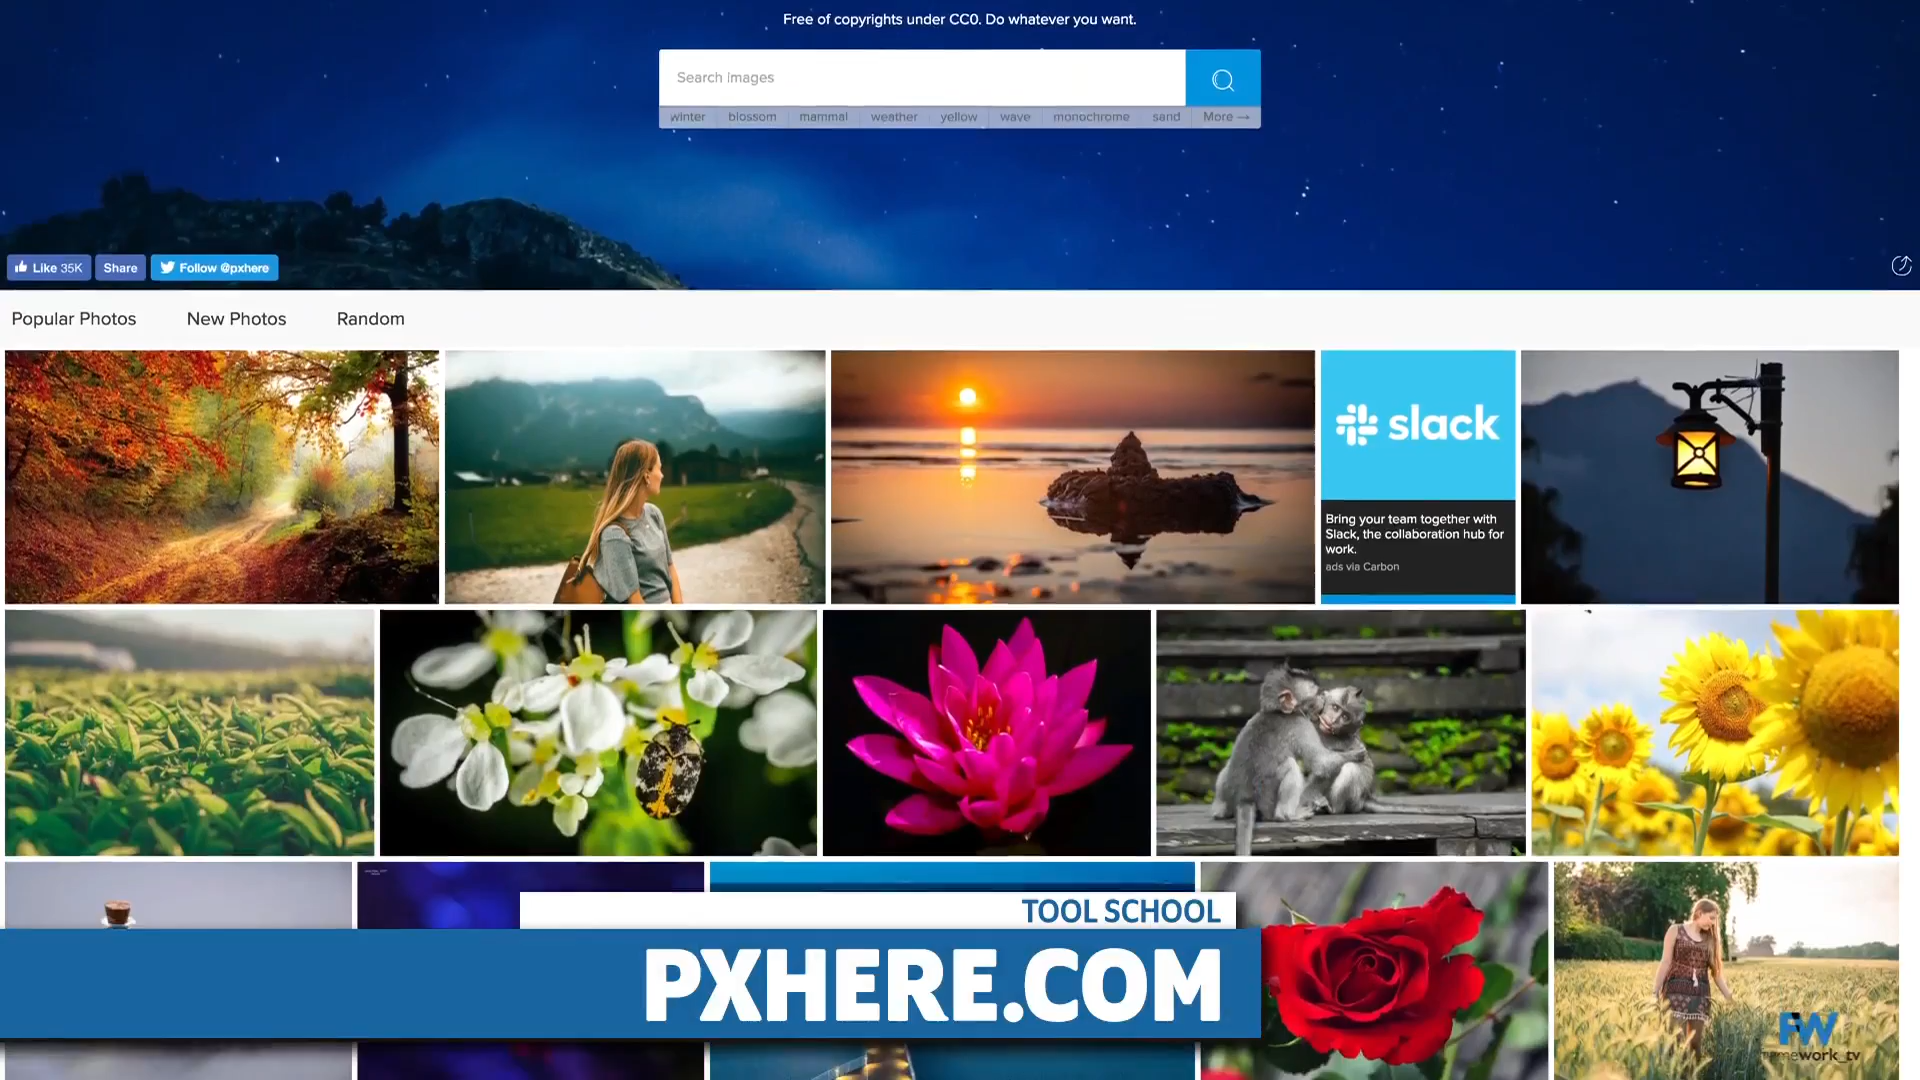 Free of copyrights under CC0. Do whatever you want.
Search images
winter blossom mammal weather yellow wave monochrome sand More →
Like 35K Share Follow @pxhere
Popular Photos New Photos Random
slack
Bring your team together with
Slack, the collaboration hub for
work.
ads via Carbon
TOOL SCHOOL
PXHERE.COM
FW
framework_tv